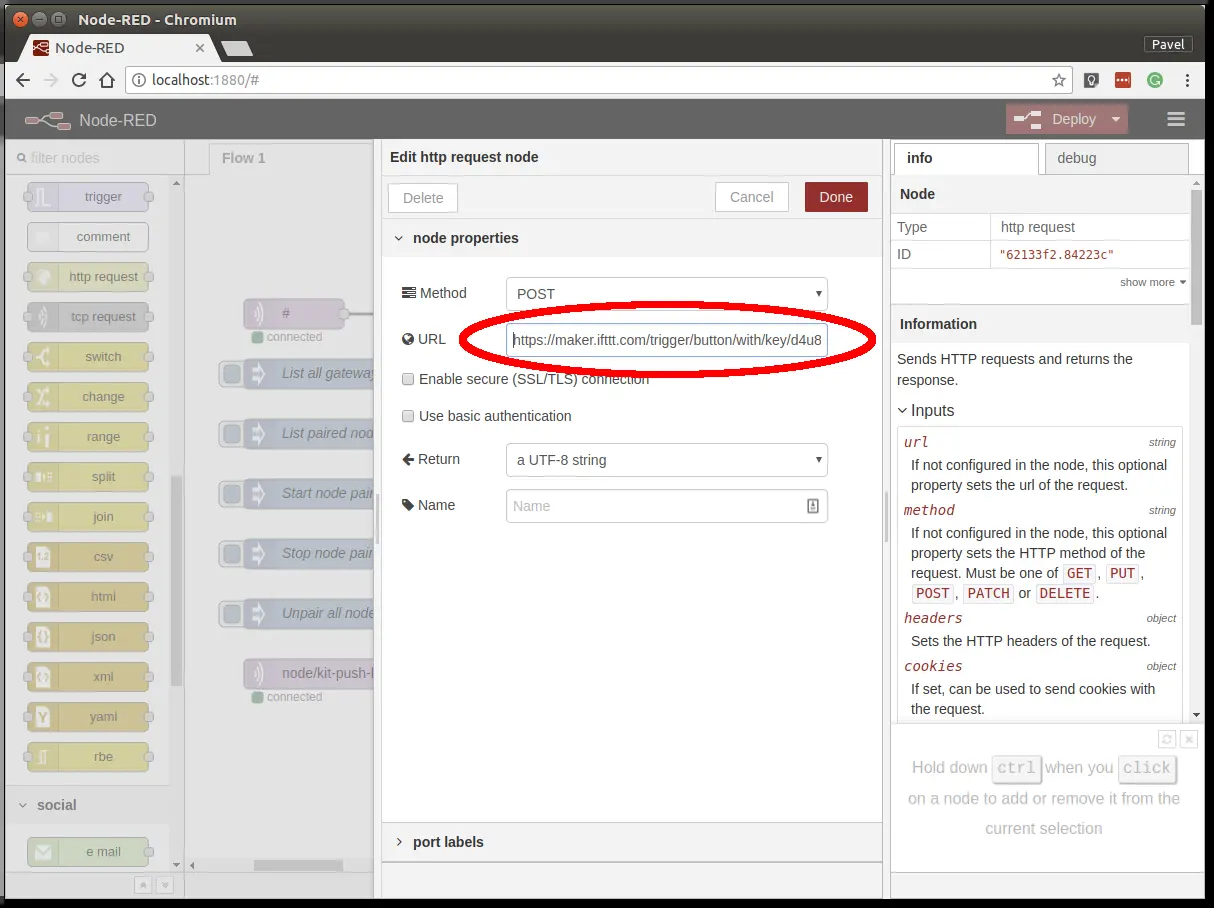 Node-RED - Chromium
Node-RED
Pavel
localhost:1880/#
Node-RED
Deploy
filter nodes
trigger
comment
http request
tcp request
switch
change
range
split
join
csv
html
json
xml
yaml
rbe
social
e mail
Flow 1
#
connected
List all gateway
List paired nod
Start node pair
Stop node pair
Unpair all node
node/kit-push-
connected
Edit http request node
Delete
Cancel
Done
node properties
Method
POST
URL
https://maker.ifttt.com/trigger/button/with/key/d4u8
Enable secure (SSL/TLS) connection
Use basic authentication
Return
a UTF-8 string
Name
Name
port labels
info
debug
Node
Type http request
ID "62133f2.84223c"
show more
Information
Sends HTTP requests and returns the
response.
Inputs
url string
If not configured in the node, this optional
property sets the url of the request.
method string
If not configured in the node, this optional
property sets the HTTP method of the
request. Must be one of GET, PUT,
POST, PATCH or DELETE.
headers object
Sets the HTTP headers of the request.
cookies object
If set, can be used to send cookies with
the request.
Hold down ctrl when you click
on a node to add or remove it from the
current selection